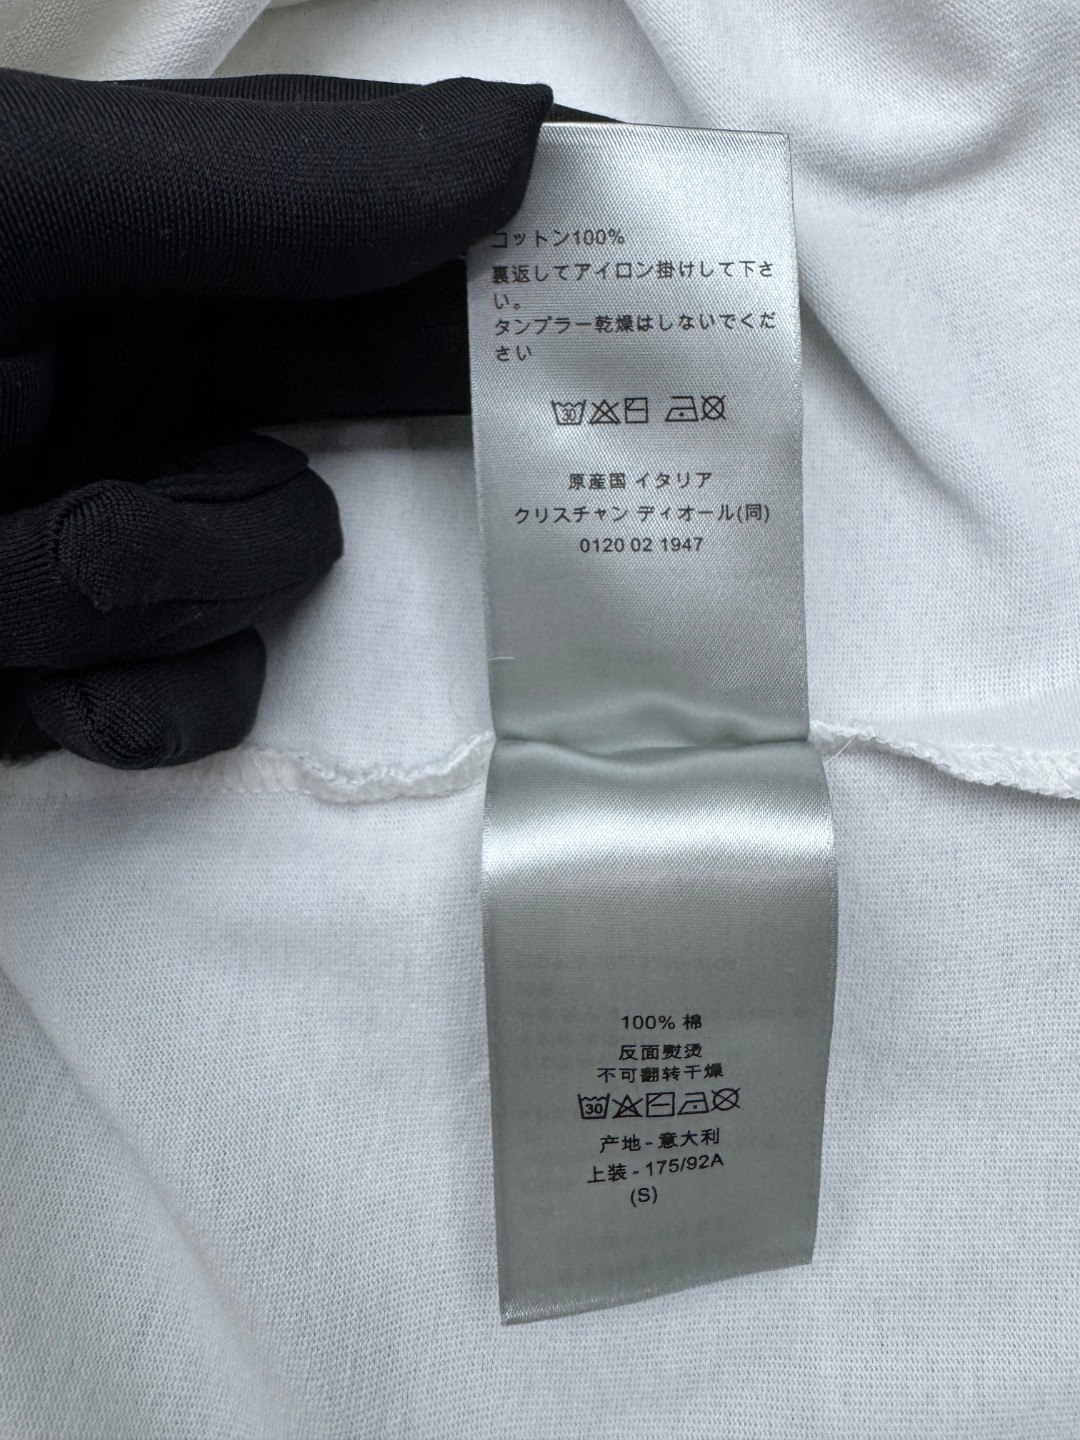 コットン100%
裏返してアイロン掛けして下さ
い。
タンブラー乾燥はしないでくだ
さい
30
原産国 イタリア
クリスチャン ディオール(同)
0120 02 1947
100% 棉
反面熨烫
不可翻转干燥
30
产地 - 意大利
上装 - 175/92A
(S)